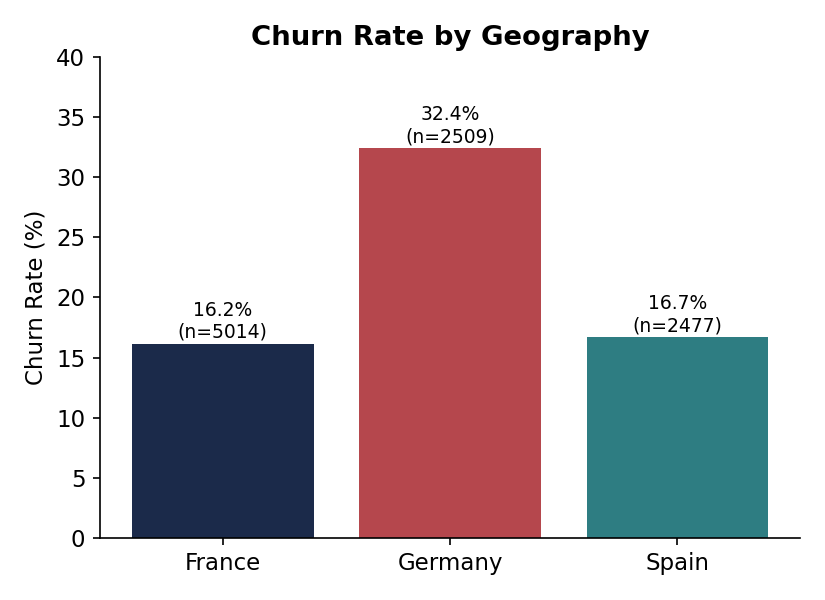 Churn Rate by Geography
Churn Rate (%)
40
35
30
25
20
15
10
5
0
16.2%
(n=5014)
32.4%
(n=2509)
16.7%
(n=2477)
France
Germany
Spain